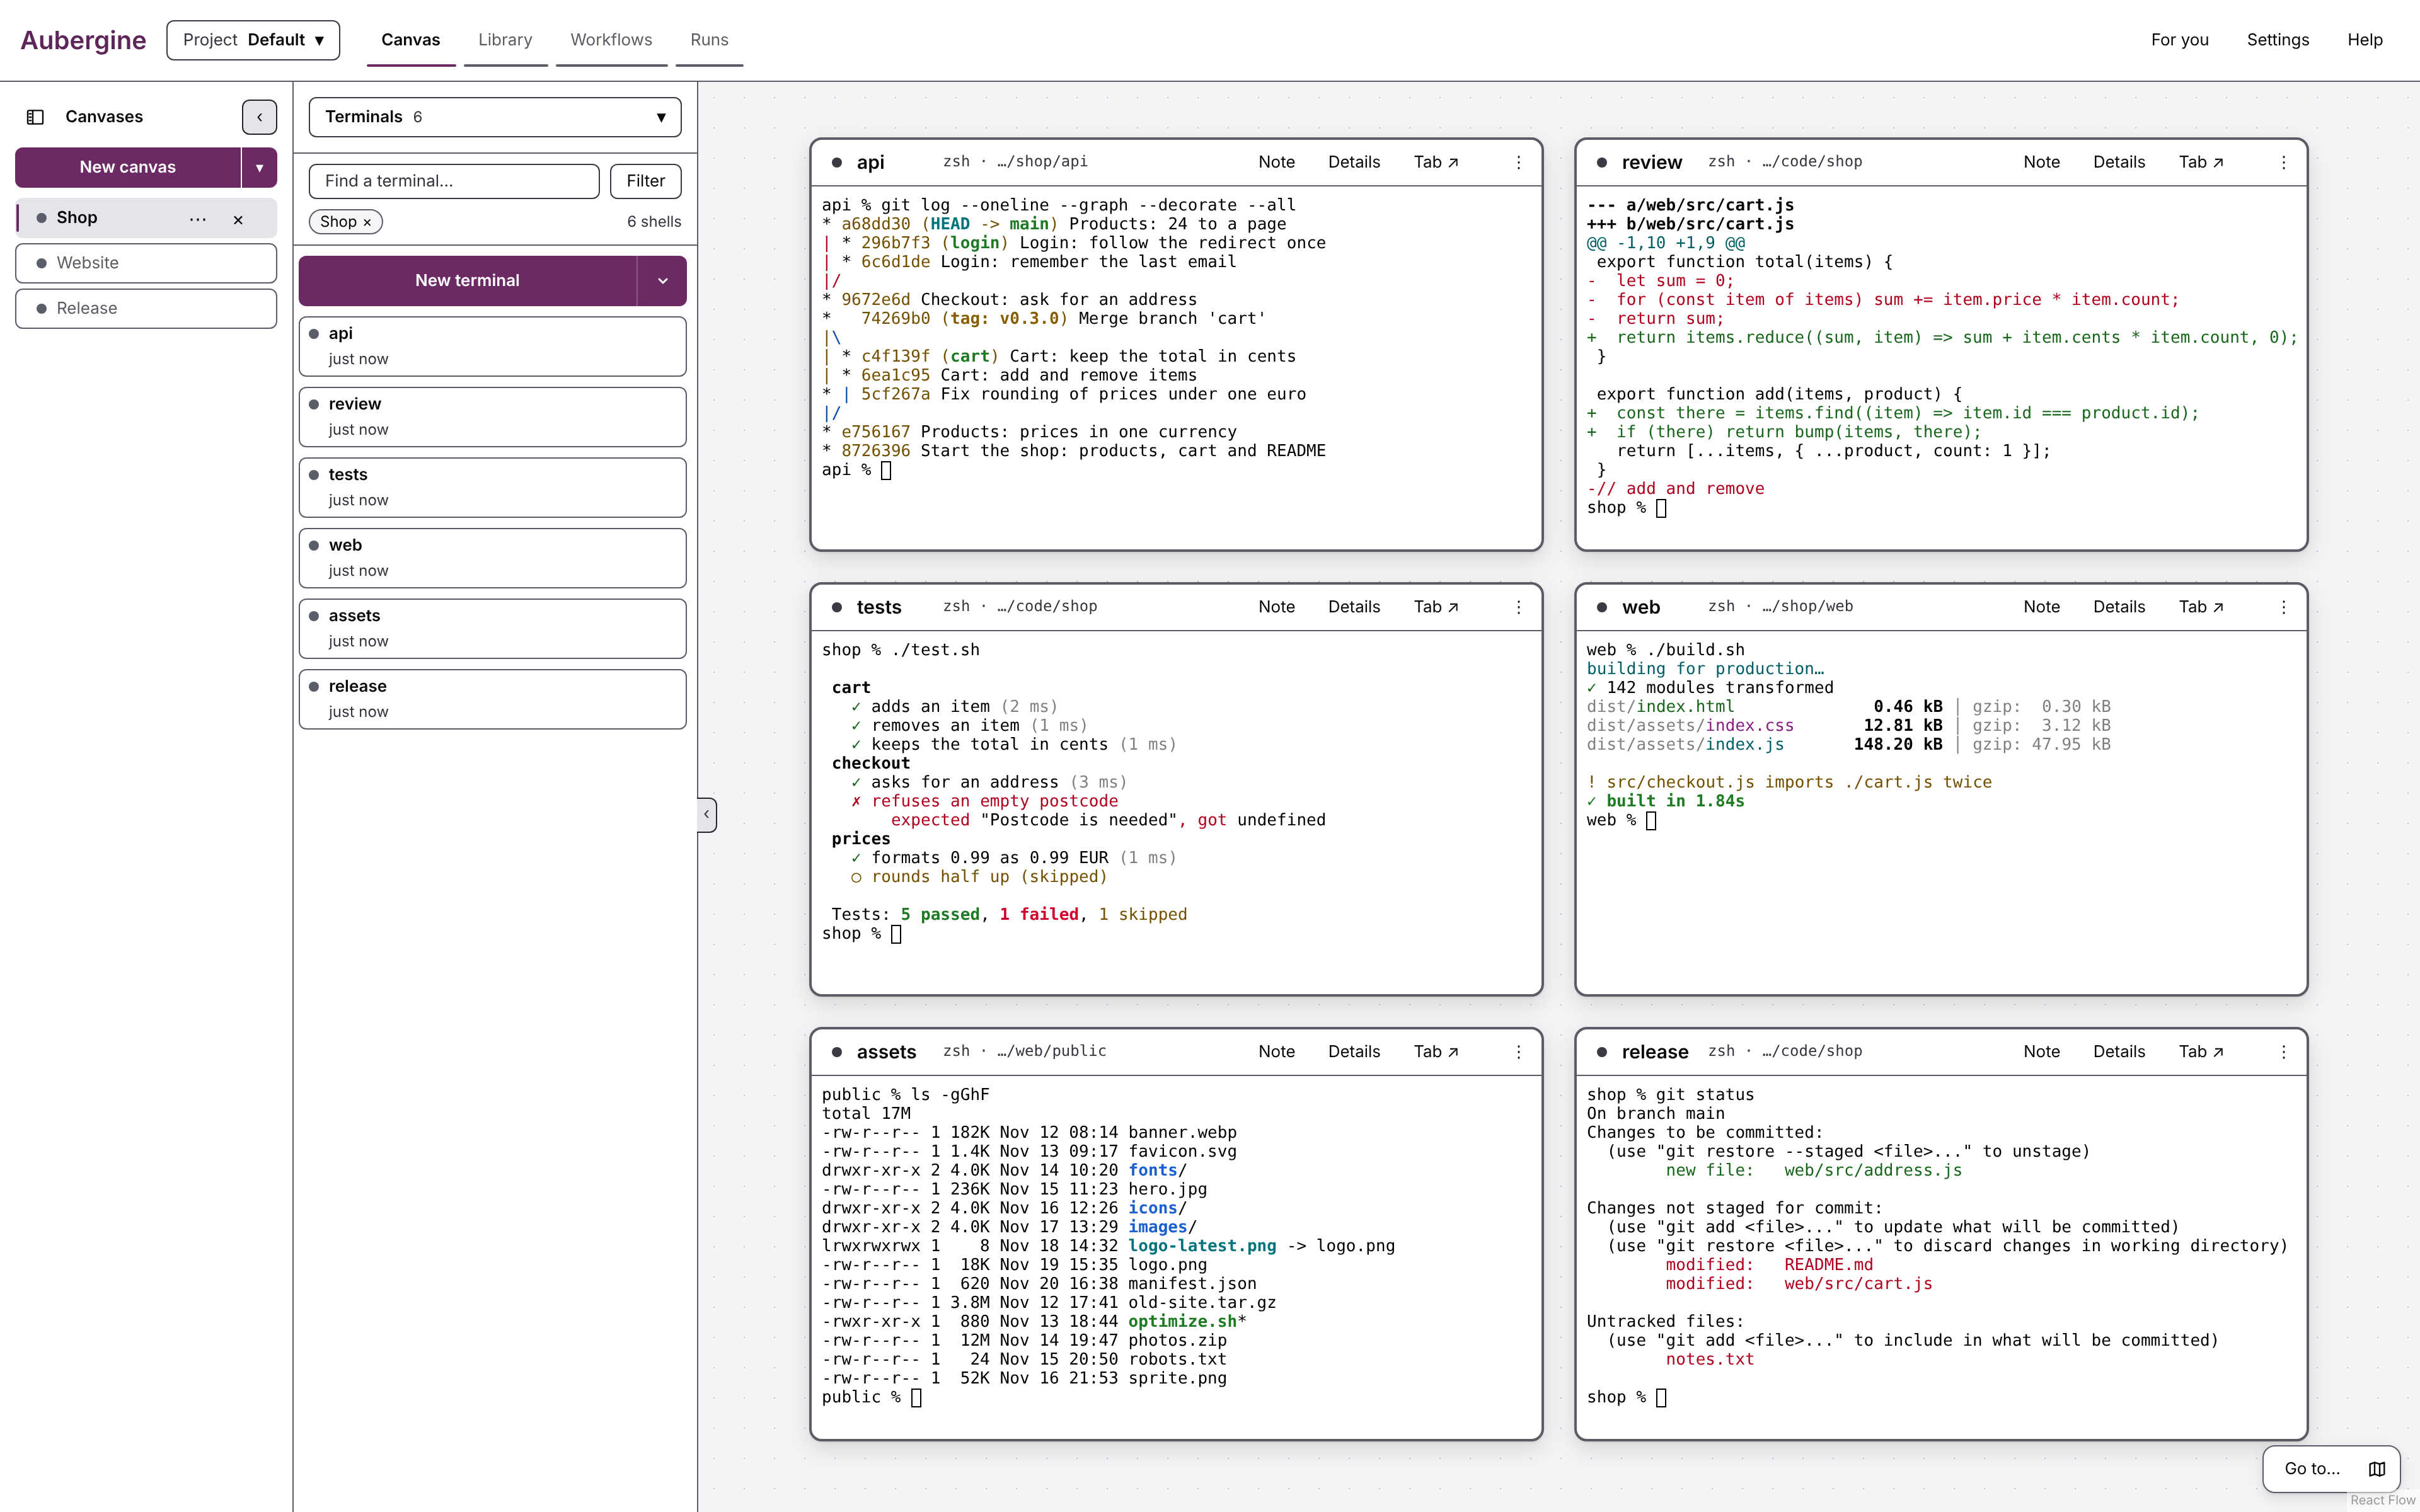 Aubergine Project Default ▾ Canvas Library Workflows Runs For you Settings Help
Canvases
New canvas ▾
Shop ⋯ ×
Website
Release
Terminals 6 ▾
Find a terminal... Filter
Shop × 6 shells
New terminal
api
just now
review
just now
tests
just now
web
just now
assets
just now
release
just now
api zsh · …/shop/api Note Details Tab ↗ ⋮
api % git log --oneline --graph --decorate --all
* a68dd30 (HEAD -> main) Products: 24 to a page
| * 296b7f3 (login) Login: follow the redirect once
| * 6c6d1de Login: remember the last email
|/
* 9672e6d Checkout: ask for an address
*   74269b0 (tag: v0.3.0) Merge branch 'cart'
|\
| * c4f139f (cart) Cart: keep the total in cents
| * 6ea1c95 Cart: add and remove items
* | 5cf267a Fix rounding of prices under one euro
|/
* e756167 Products: prices in one currency
* 8726396 Start the shop: products, cart and README
api %
review zsh · …/code/shop Note Details Tab ↗ ⋮
--- a/web/src/cart.js
+++ b/web/src/cart.js
@@ -1,10 +1,9 @@
 export function total(items) {
-  let sum = 0;
-  for (const item of items) sum += item.price * item.count;
-  return sum;
+  return items.reduce((sum, item) => sum + item.cents * item.count, 0);
 }
 export function add(items, product) {
+  const there = items.find((item) => item.id === product.id);
+  if (there) return bump(items, there);
   return [...items, { ...product, count: 1 }];
 }
-// add and remove
shop %
tests zsh · …/code/shop Note Details Tab ↗ ⋮
shop % ./test.sh
cart
✓ adds an item (2 ms)
✓ removes an item (1 ms)
✓ keeps the total in cents (1 ms)
checkout
✓ asks for an address (3 ms)
✗ refuses an empty postcode
expected "Postcode is needed", got undefined
prices
✓ formats 0.99 as 0.99 EUR (1 ms)
○ rounds half up (skipped)
Tests: 5 passed, 1 failed, 1 skipped
shop %
web zsh · …/shop/web Note Details Tab ↗ ⋮
web % ./build.sh
building for production…
✓ 142 modules transformed
dist/index.html 0.46 kB │ gzip: 0.30 kB
dist/assets/index.css 12.81 kB │ gzip: 3.12 kB
dist/assets/index.js 148.20 kB │ gzip: 47.95 kB
! src/checkout.js imports ./cart.js twice
✓ built in 1.84s
web %
assets zsh · …/web/public Note Details Tab ↗ ⋮
public % ls -gGhF
total 17M
-rw-r--r-- 1 182K Nov 12 08:14 banner.webp
-rw-r--r-- 1 1.4K Nov 13 09:17 favicon.svg
drwxr-xr-x 2 4.0K Nov 14 10:20 fonts/
-rw-r--r-- 1 236K Nov 15 11:23 hero.jpg
drwxr-xr-x 2 4.0K Nov 16 12:26 icons/
drwxr-xr-x 2 4.0K Nov 17 13:29 images/
lrwxrwxrwx 1    8 Nov 18 14:32 logo-latest.png -> logo.png
-rw-r--r-- 1  18K Nov 19 15:35 logo.png
-rw-r--r-- 1  620 Nov 20 16:38 manifest.json
-rw-r--r-- 1 3.8M Nov 12 17:41 old-site.tar.gz
-rwxr-xr-x 1  880 Nov 13 18:44 optimize.sh*
-rw-r--r-- 1  12M Nov 14 19:47 photos.zip
-rw-r--r-- 1   24 Nov 15 20:50 robots.txt
-rw-r--r-- 1  52K Nov 16 21:53 sprite.png
public %
release zsh · …/code/shop Note Details Tab ↗ ⋮
shop % git status
On branch main
Changes to be committed:
  (use "git restore --staged <file>..." to unstage)
        new file:   web/src/address.js
Changes not staged for commit:
  (use "git add <file>..." to update what will be committed)
  (use "git restore <file>..." to discard changes in working directory)
        modified:   README.md
        modified:   web/src/cart.js
Untracked files:
  (use "git add <file>..." to include in what will be committed)
        notes.txt
shop %
Go to...
React Flow